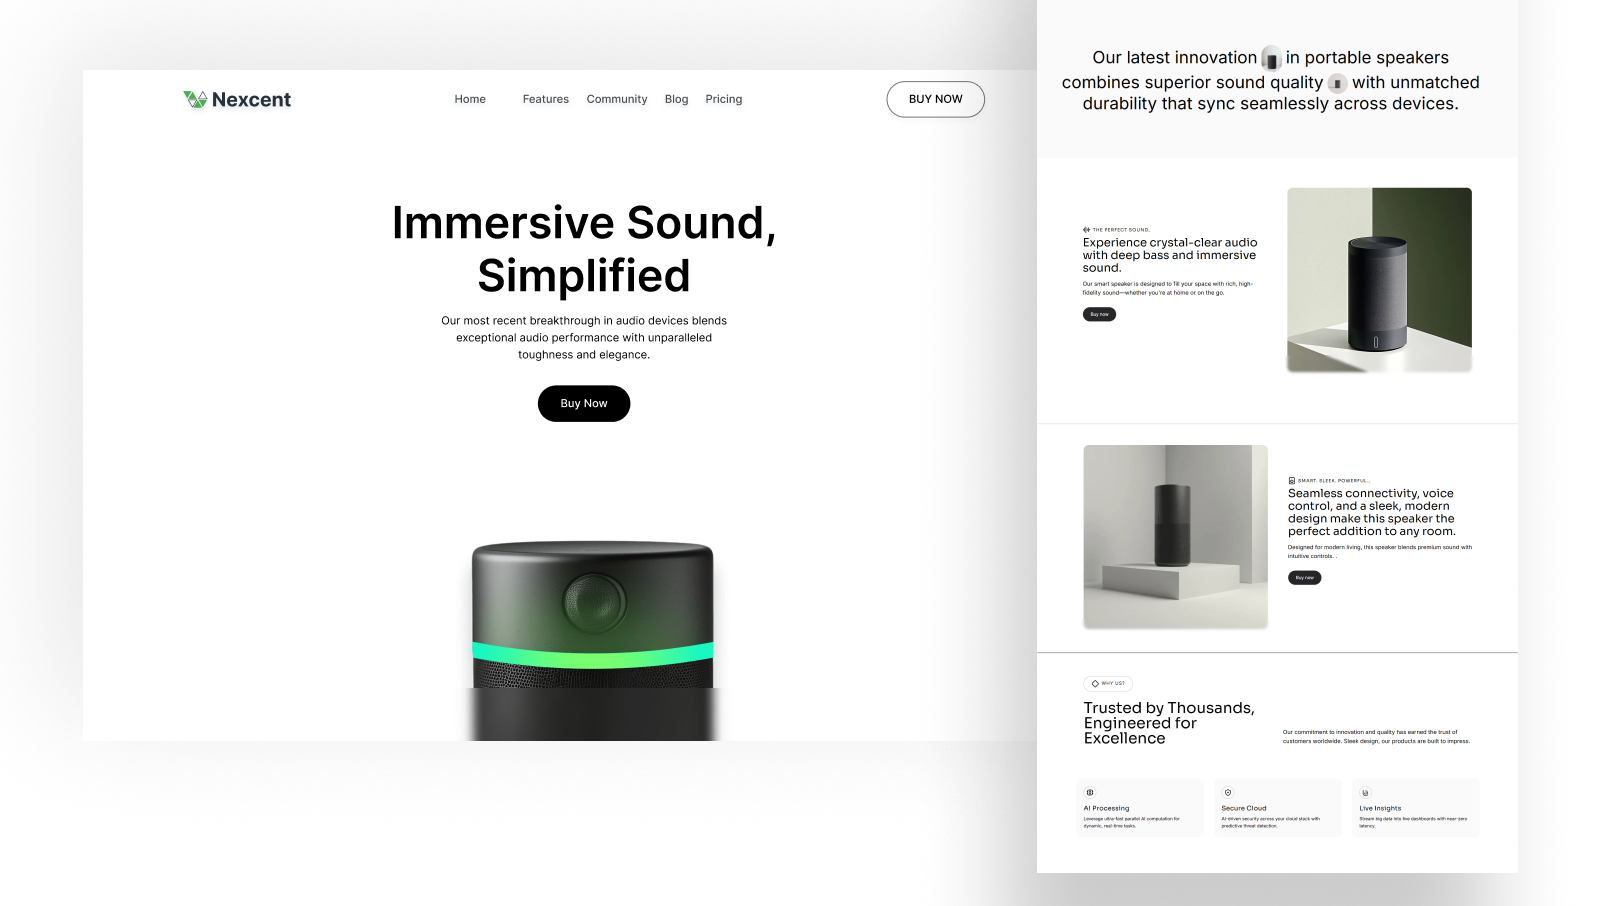 Nexcent
Home Features Community Blog Pricing
BUY NOW
Immersive Sound,
Simplified
Our most recent breakthrough in audio devices blends
exceptional audio performance with unparalleled
toughness and elegance.
Buy Now
Our latest innovation in portable speakers
combines superior sound quality with unmatched
durability that sync seamlessly across devices.
THE PERFECT SOUND.
Experience crystal-clear audio
with deep bass and immersive
sound.
Our smart speaker is designed to fill your space with rich, high-
fidelity sound—whether you're at home or on the go.
Buy now
SMART. SLEEK. POWERFUL..
Seamless connectivity, voice
control, and a sleek, modern
design make this speaker the
perfect addition to any room.
Designed for modern living, this speaker blends premium sound with
intuitive controls. .
Buy now
WHY US?
Trusted by Thousands,
Engineered for
Excellence
Our commitment to innovation and quality has earned the trust of
customers worldwide. Sleek design, our products are built to impress.
AI Processing
Leverage ultra-fast parallel AI computation for
dynamic, real-time tasks.
Secure Cloud
AI-driven security across your cloud stack with
predictive threat detection.
Live Insights
Stream big data into live dashboards with near-zero
latency.